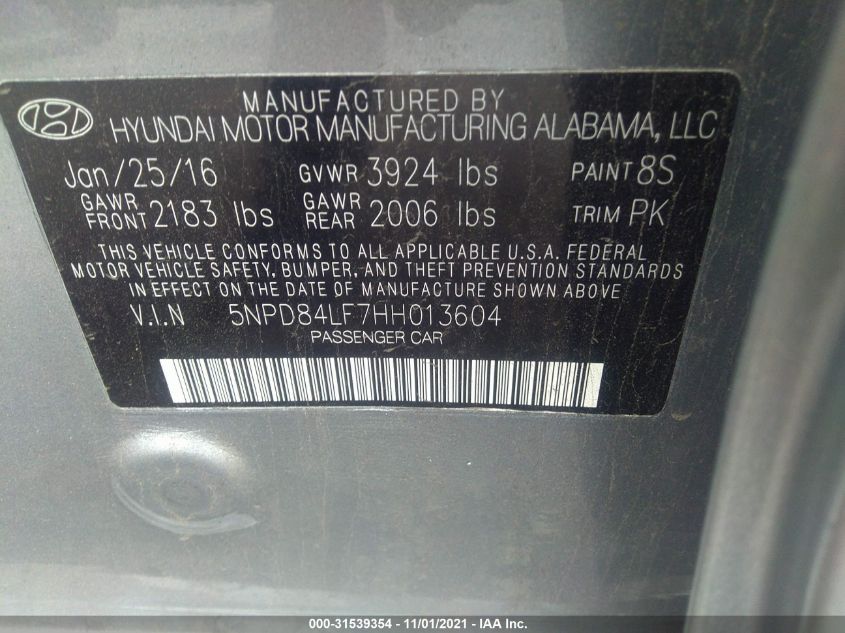 MANUFACTURED BY
HYUNDAI MOTOR MANUFACTURING ALABAMA, LLC
Jan/25/16 GVWR 3924 lbs PAINT 8S
GAWR FRONT 2183 lbs GAWR REAR 2006 lbs TRIM PK
THIS VEHICLE CONFORMS TO ALL APPLICABLE U.S.A. FEDERAL
MOTOR VEHICLE SAFETY, BUMPER, AND THEFT PREVENTION STANDARDS
IN EFFECT ON THE DATE OF MANUFACTURE SHOWN ABOVE.
V.I.N 5NPD84LF7HH013604
PASSENGER CAR
000-31539354 - 11/01/2021 - IAA Inc.